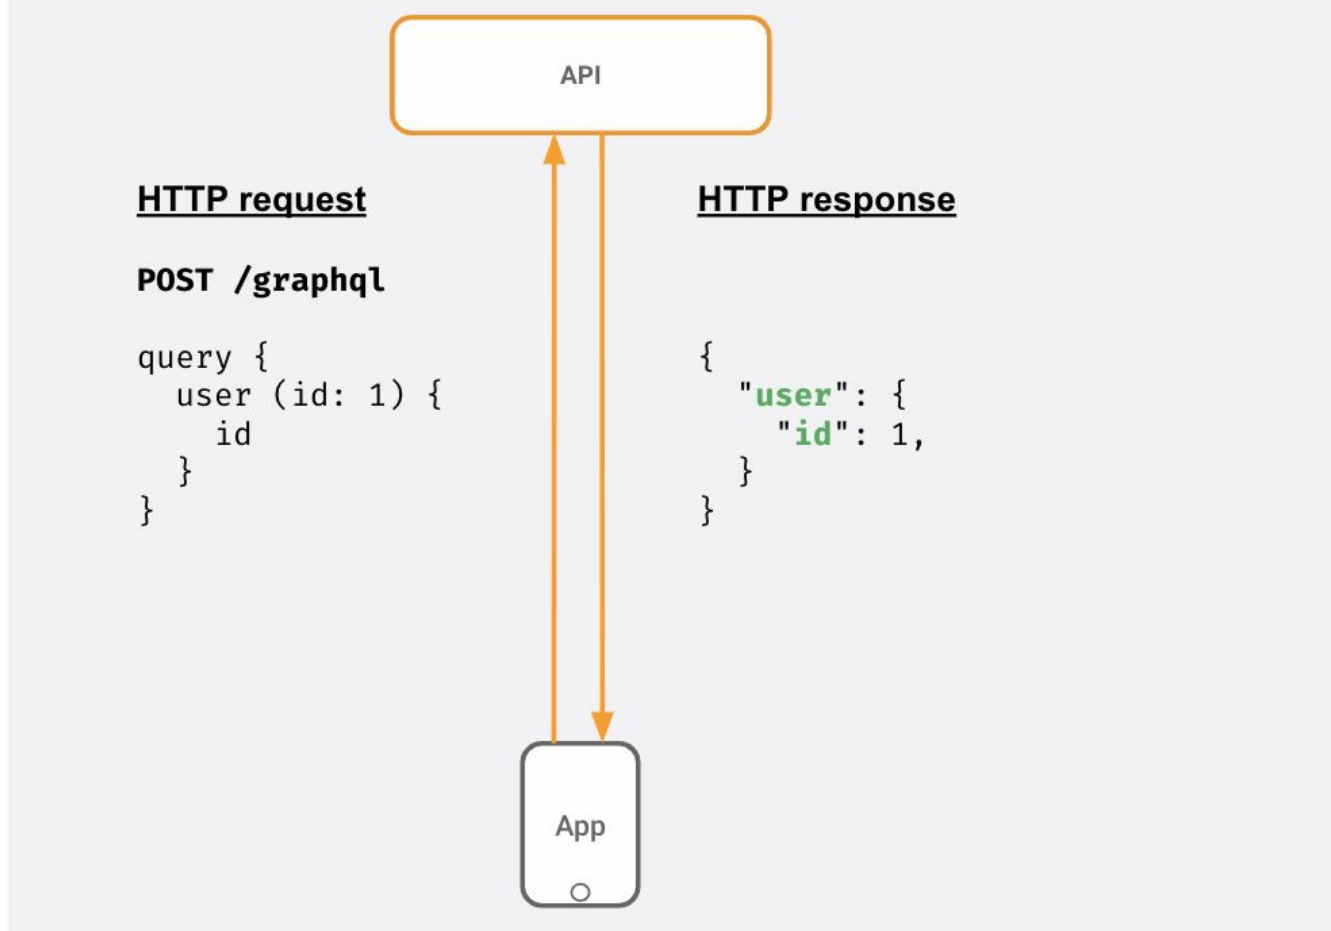 API
HTTP request
POST /graphql
query {
  user (id: 1) {
    id
  }
}
HTTP response
{
  "user": {
    "id": 1,
  }
}
App